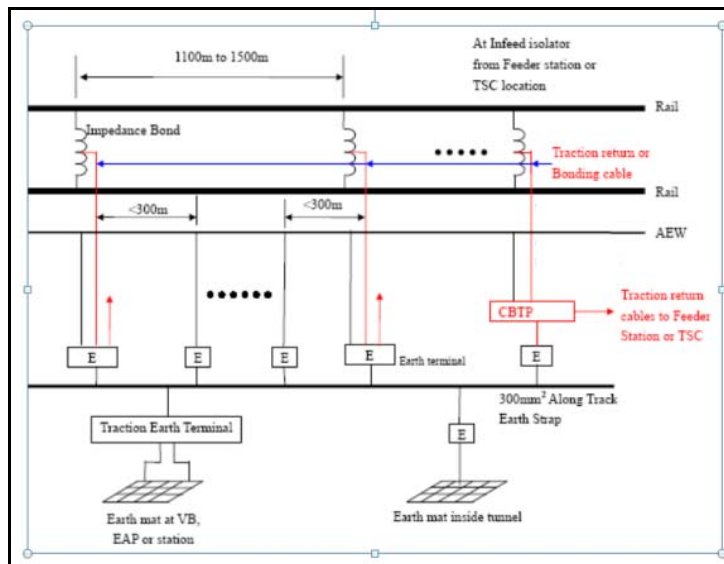 At Infeed isolator
from Feeder station or
TSC location
1100m to 1500m
Rail
Impedance Bond
Traction return or
Bonding cable
Rail
<300m
<300m
AEW
CBTP
Traction return
cables to Feeder
Station or TSC
E
E
E
E
Earth terminal
E
300mm² Along Track
Earth Strap
Traction Earth Terminal
E
Earth mat at VB,
EAP or station
Earth mat inside tunnel